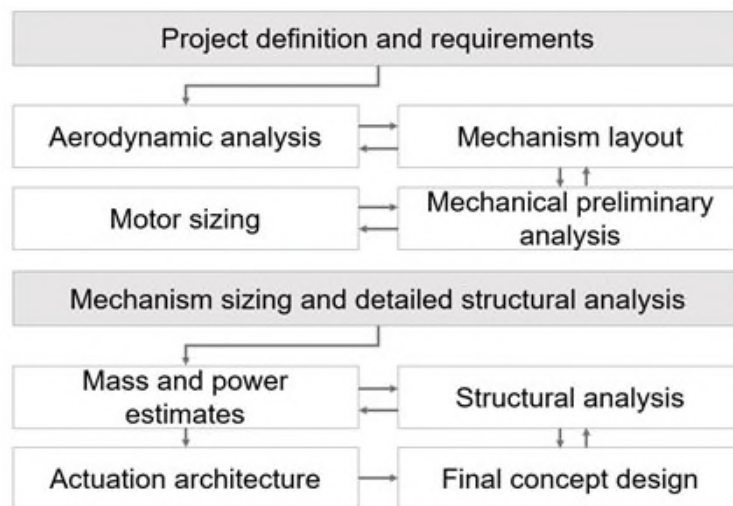 Project definition and requirements
Aerodynamic analysis
Mechanism layout
Motor sizing
Mechanical preliminary
analysis
Mechanism sizing and detailed structural analysis
Mass and power
estimates
Structural analysis
Actuation architecture
Final concept design